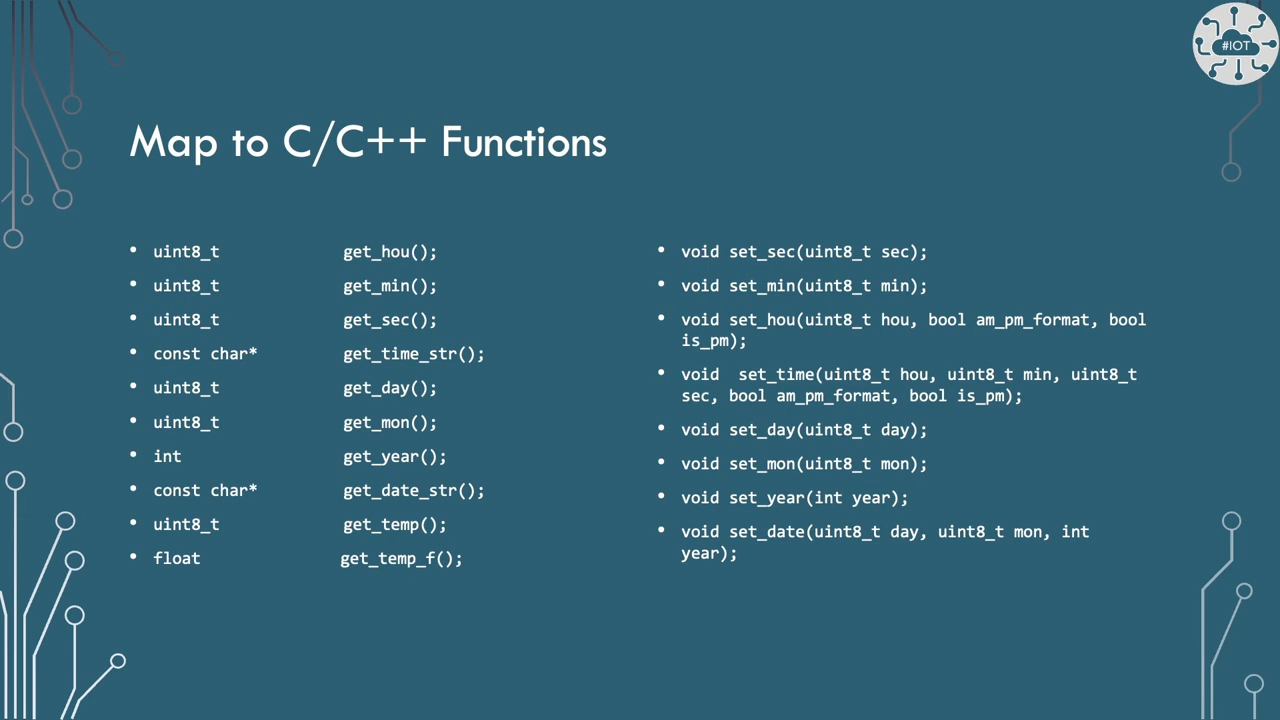 #IOT
Map to C/C++ Functions
• uint8_t get_hou();
• uint8_t get_min();
• uint8_t get_sec();
• const char* get_time_str();
• uint8_t get_day();
• uint8_t get_mon();
• int get_year();
• const char* get_date_str();
• uint8_t get_temp();
• float get_temp_f();
• void set_sec(uint8_t sec);
• void set_min(uint8_t min);
• void set_hou(uint8_t hou, bool am_pm_format, bool
is_pm);
• void set_time(uint8_t hou, uint8_t min, uint8_t
sec, bool am_pm_format, bool is_pm);
• void set_day(uint8_t day);
• void set_mon(uint8_t mon);
• void set_year(int year);
• void set_date(uint8_t day, uint8_t mon, int
year);